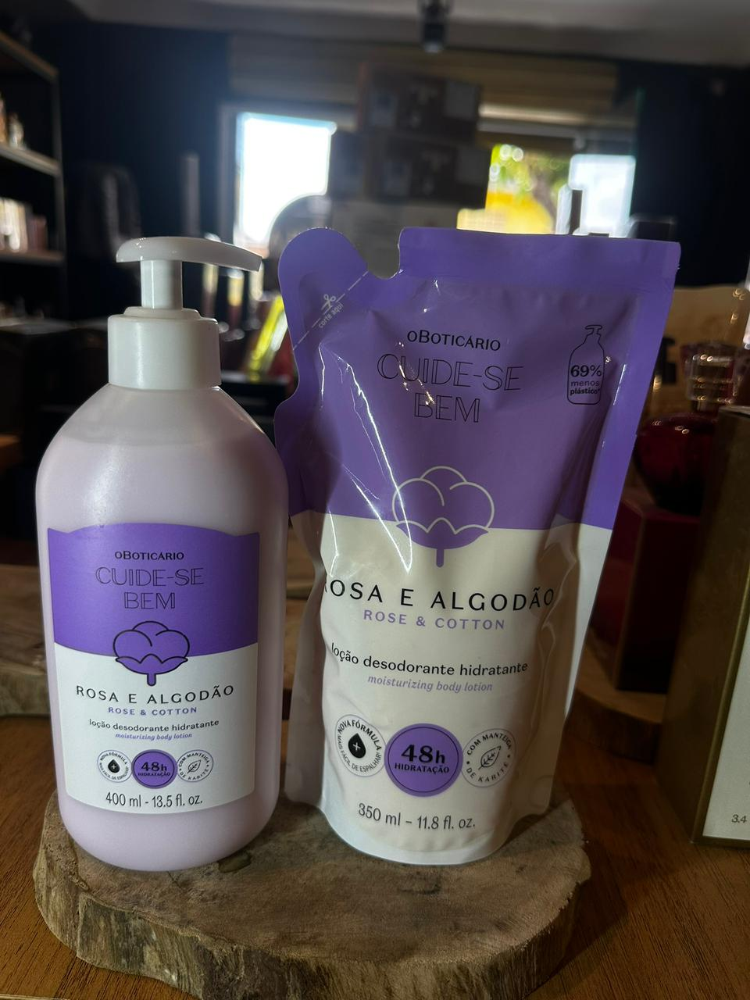 oBOTICÁRIO
CUIDE-SE
BEM
ROSA E ALGODÃO
ROSE & COTTON
loção desodorante hidratante
moisturizing body lotion
NOVA FÓRMULA
MAIS FÁCIL DE ESPALHAR
48h
HIDRATAÇÃO
COM MANTEIGA
DE KARITÉ
400 ml - 13.5 fl. oz.
corte aqui
oBOTICÁRIO
CUIDE-SE
BEM
69%
menos
plástico*
ROSA E ALGODÃO
ROSE & COTTON
loção desodorante hidratante
moisturizing body lotion
NOVA FÓRMULA
MAIS FÁCIL DE ESPALHAR
48h
HIDRATAÇÃO
COM MANTEIGA
DE KARITÉ
350 ml – 11.8 fl. oz.
3.4